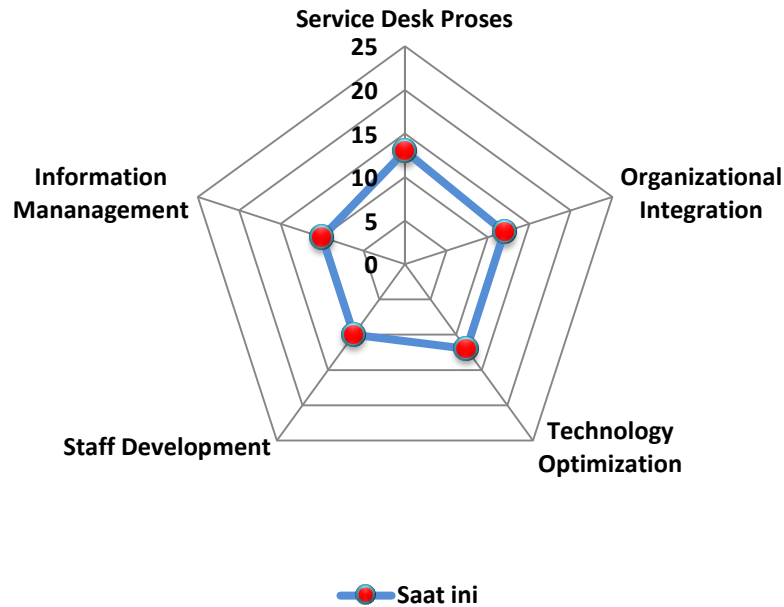 Service Desk Proses
25
20
15
10
5
0
Organizational
Integration
Technology
Optimization
Staff Development
Information
Mananagement
Saat ini